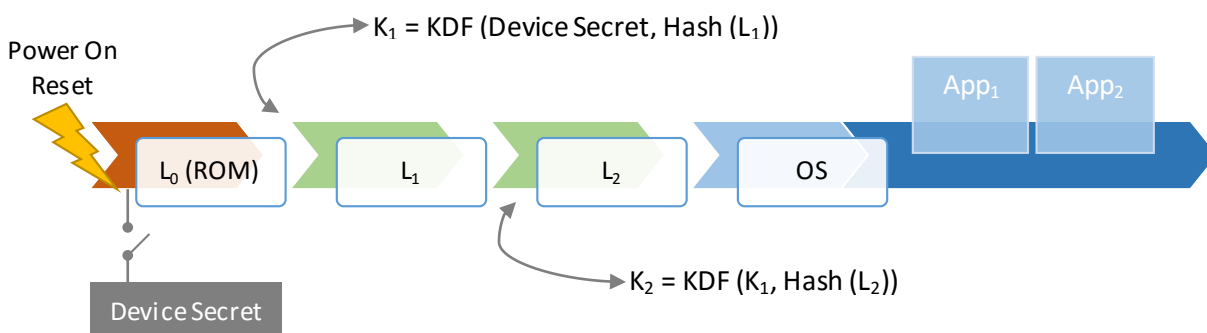 K₁ = KDF (Device Secret, Hash (L₁))
Power On
Reset
App₁
App₂
L₀ (ROM)
L₁
L₂
OS
K₂ = KDF (K₁, Hash (L₂))
Device Secret